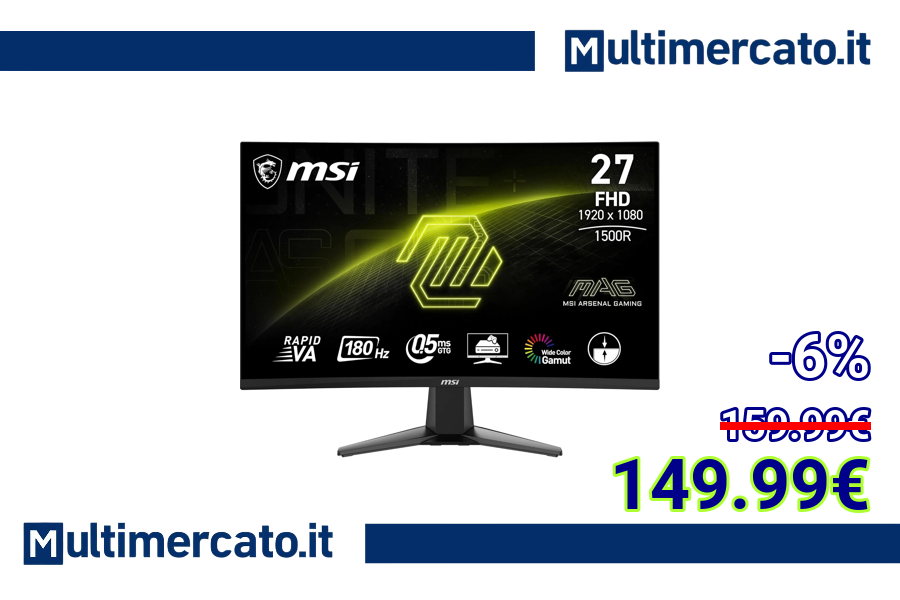 Multimercato.it
msi
27
FHD
1920 x 1080
1500R
MAG
MSI ARSENAL GAMING
RAPID VA
180Hz
0.5ms GTG
Wide Color Gamut
msi
-6%
159.99€
149.99€
Multimercato.it